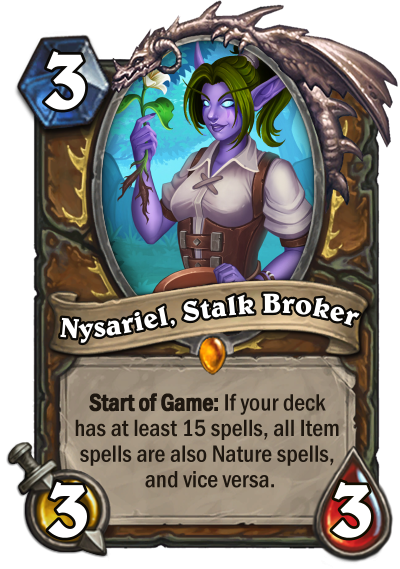 3
Nysariel, Stalk Broker
Start of Game: If your deck
has at least 15 spells, all Item
spells are also Nature spells,
and vice versa.
3
3